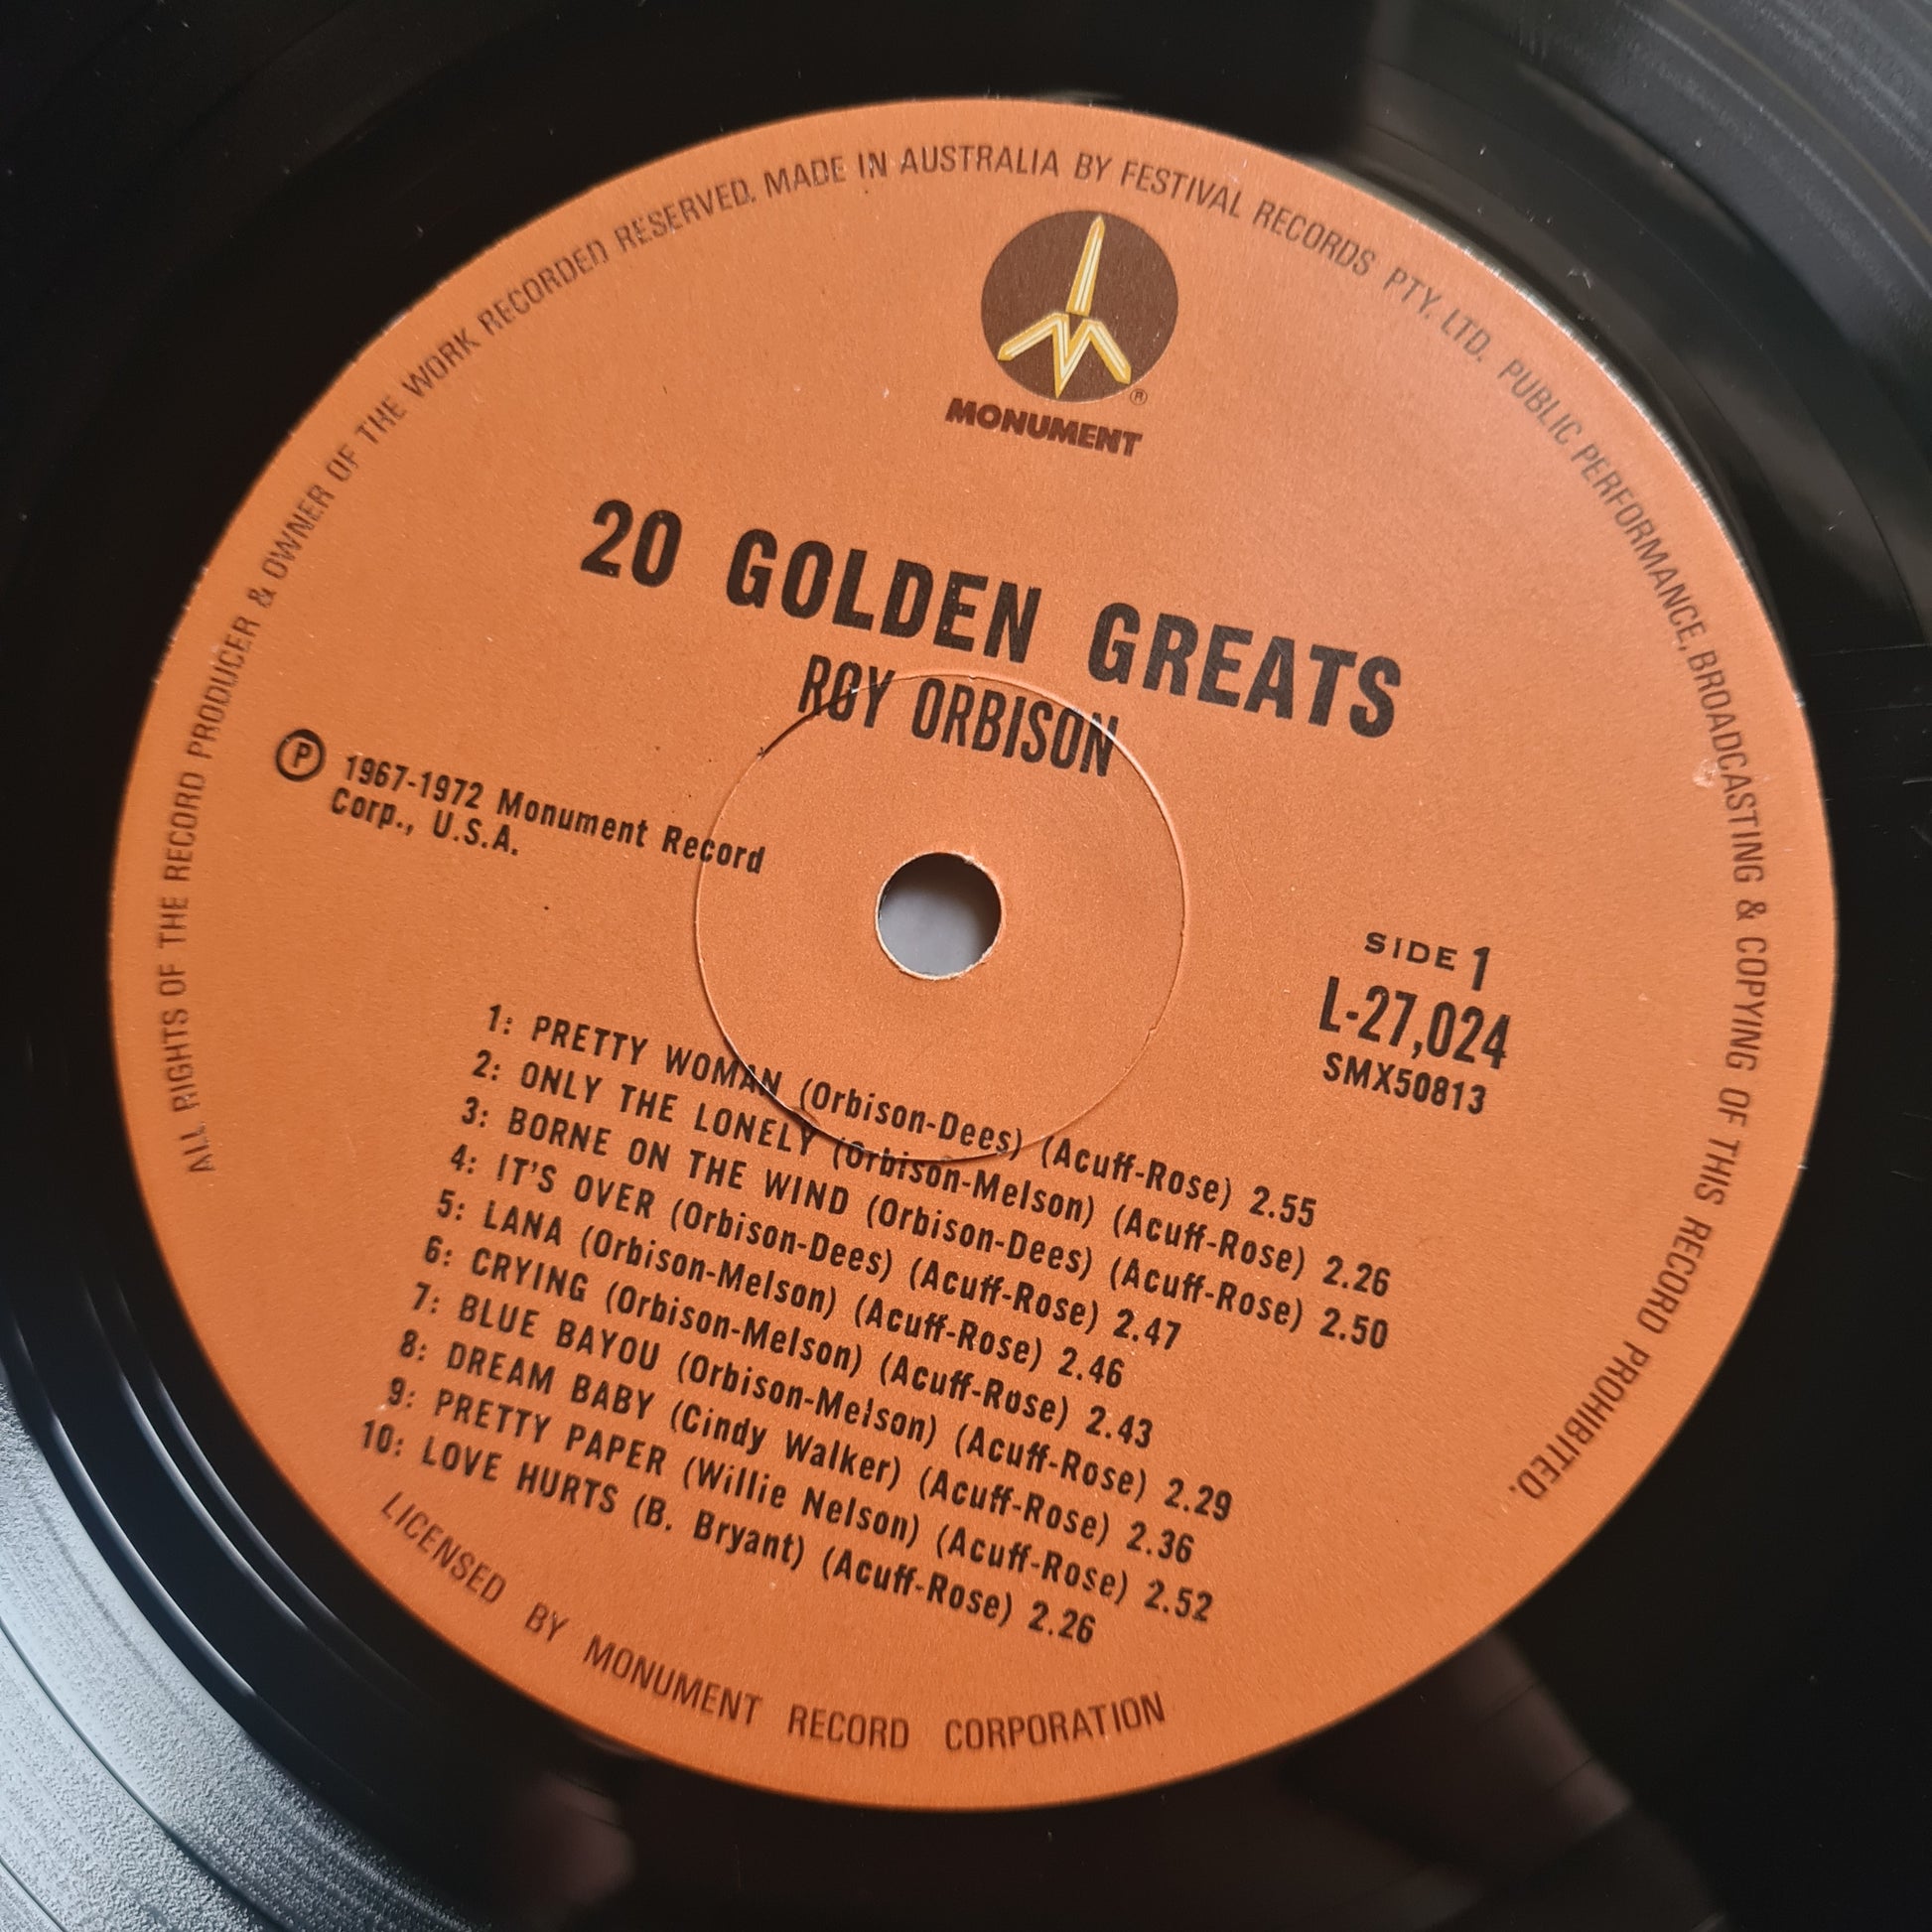 ALL RIGHTS OF THE RECORD PRODUCER & OWNER OF THE WORK RECORDED RESERVED. MADE IN AUSTRALIA BY FESTIVAL RECORDS PTY. LTD. PUBLIC PERFORMANCE, BROADCASTING & COPYING OF THIS RECORD PROHIBITED.
®
MONUMENT
20 GOLDEN GREATS
ROY ORBISON
Ⓟ 1967-1972 Monument Record
Corp., U.S.A.
SIDE 1
L-27,024
SMX50813
1: PRETTY WOMAN (Orbison-Dees) (Acuff-Rose) 2.55
2: ONLY THE LONELY (Orbison-Melson) (Acuff-Rose) 2.26
3: BORNE ON THE WIND (Orbison-Dees) (Acuff-Rose) 2.50
4: IT'S OVER (Orbison-Dees) (Acuff-Rose) 2.47
5: LANA (Orbison-Melson) (Acuff-Rose) 2.46
6: CRYING (Orbison-Melson) (Acuff-Rose) 2.43
7: BLUE BAYOU (Orbison-Melson) (Acuff-Rose) 2.29
8: DREAM BABY (Cindy Walker) (Acuff-Rose) 2.36
9: PRETTY PAPER (Willie Nelson) (Acuff-Rose) 2.52
10: LOVE HURTS (B. Bryant) (Acuff-Rose) 2.26
LICENSED BY MONUMENT RECORD CORPORATION